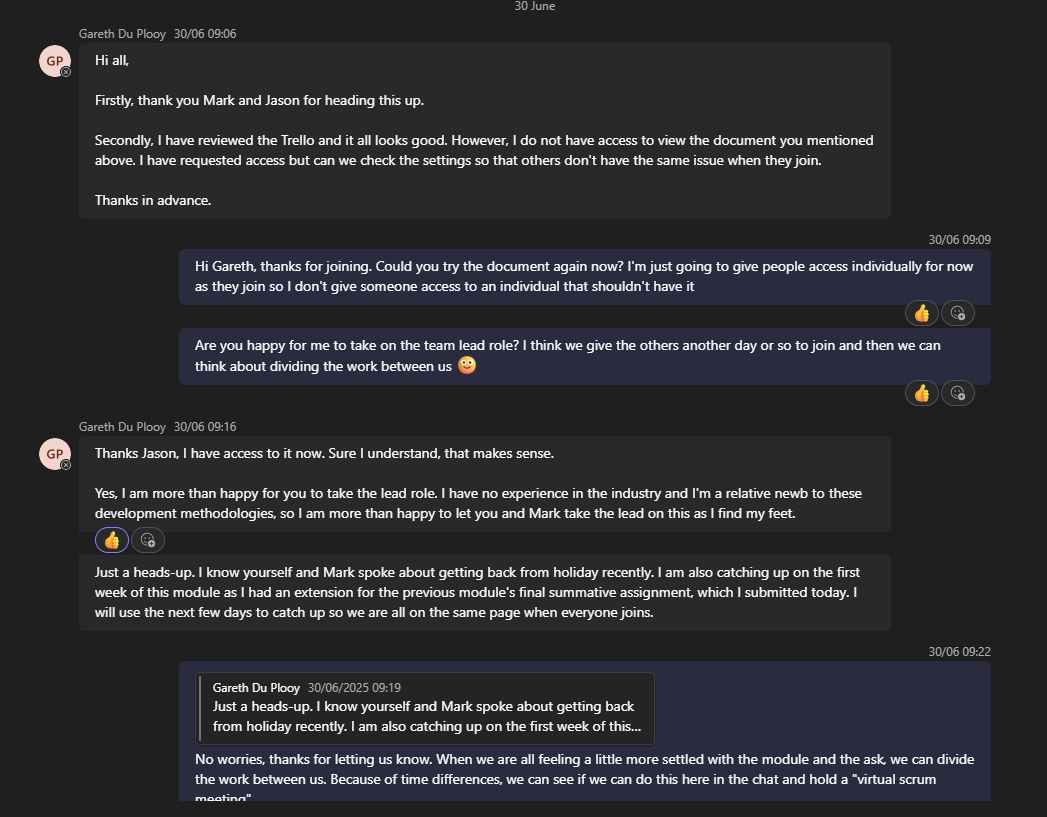 30 June
Gareth Du Plooy 30/06 09:06
GP
Hi all,
Firstly, thank you Mark and Jason for heading this up.
Secondly, I have reviewed the Trello and it all looks good. However, I do not have access to view the document you mentioned
above. I have requested access but can we check the settings so that others don't have the same issue when they join.
Thanks in advance.
30/06 09:09
Hi Gareth, thanks for joining. Could you try the document again now? I'm just going to give people access individually for now
as they join so I don't give someone access to an individual that shouldn't have it
Are you happy for me to take on the team lead role? I think we give the others another day or so to join and then we can
think about dividing the work between us
Gareth Du Plooy 30/06 09:16
GP
Thanks Jason, I have access to it now. Sure I understand, that makes sense.
Yes, I am more than happy for you to take the lead role. I have no experience in the industry and I'm a relative newb to these
development methodologies, so I am more than happy to let you and Mark take the lead on this as I find my feet.
Just a heads-up. I know yourself and Mark spoke about getting back from holiday recently. I am also catching up on the first
week of this module as I had an extension for the previous module's final summative assignment, which I submitted today. I
will use the next few days to catch up so we are all on the same page when everyone joins.
30/06 09:22
Gareth Du Plooy 30/06/2025 09:19
Just a heads-up. I know yourself and Mark spoke about getting back
from holiday recently. I am also catching up on the first week of this...
No worries, thanks for letting us know. When we are all feeling a little more settled with the module and the ask, we can divide
the work between us. Because of time differences, we can see if we can do this here in the chat and hold a "virtual scrum
meeting"